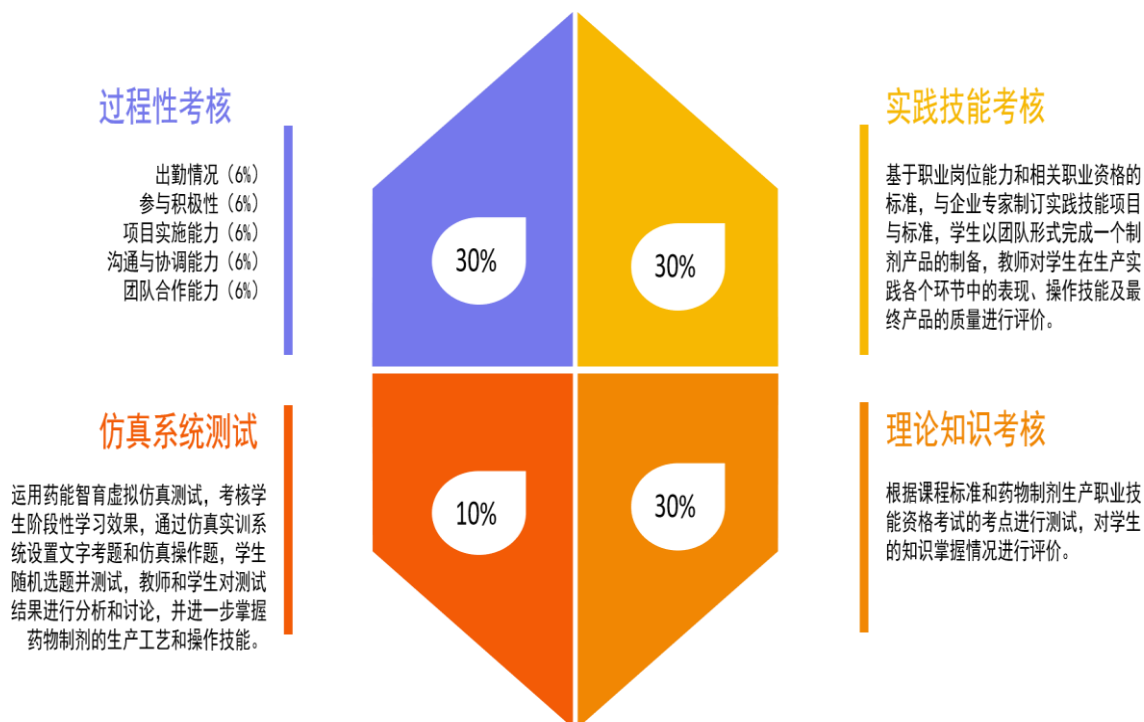 过程性考核
出勤情况（6%）
参与积极性（6%）
项目实施能力（6%）
沟通与协调能力（6%）
团队合作能力（6%）
30%
30%
实践技能考核
基于职业岗位能力和相关职业资格的
标准，与企业专家制订实践技能项目
与标准，学生以团队形式完成一个制
剂产品的制备，教师对学生在生产实
践各个环节中的表现、操作技能及最
终产品的质量进行评价。
仿真系统测试
运用药能智育虚拟仿真测试，考核学
生阶段性学习效果，通过仿真实训系
统设置文字考题和仿真操作题，学生
随机选题并测试，教师和学生对测试
结果进行分析和讨论，并进一步掌握
药物制剂的生产工艺和操作技能。
10%
30%
理论知识考核
根据课程标准和药物制剂生产职业技
能资格考试的考点进行测试，对学生
的知识掌握情况进行评价。